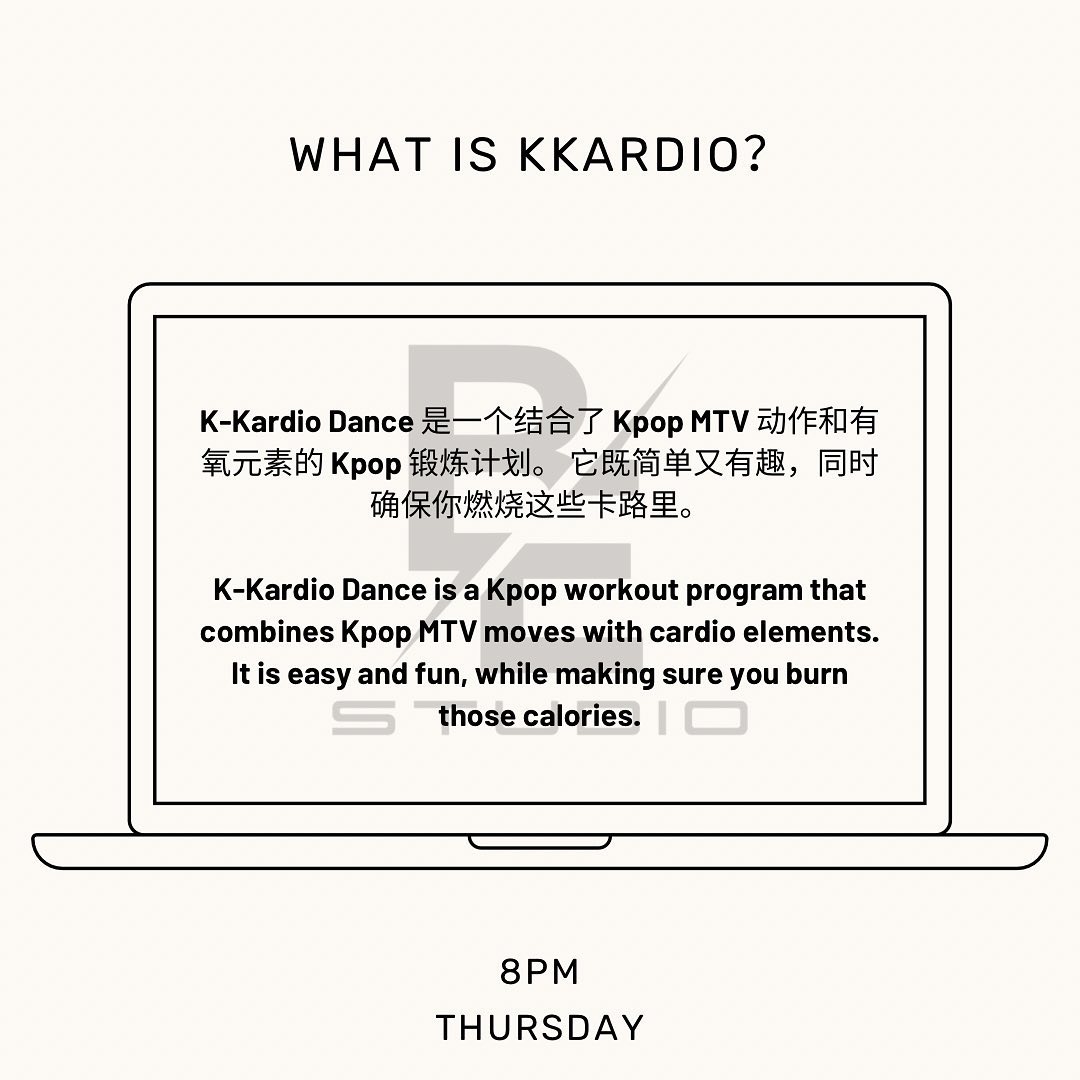 WHAT IS KKARDIO?
K-Kardio Dance 是一个结合了 Kpop MTV 动作和有
氧元素的 Kpop 锻炼计划。 它既简单又有趣，同时
确保你燃烧这些卡路里。
K-Kardio Dance is a Kpop workout program that
combines Kpop MTV moves with cardio elements.
It is easy and fun, while making sure you burn
those calories.
STUDIO
8PM
THURSDAY